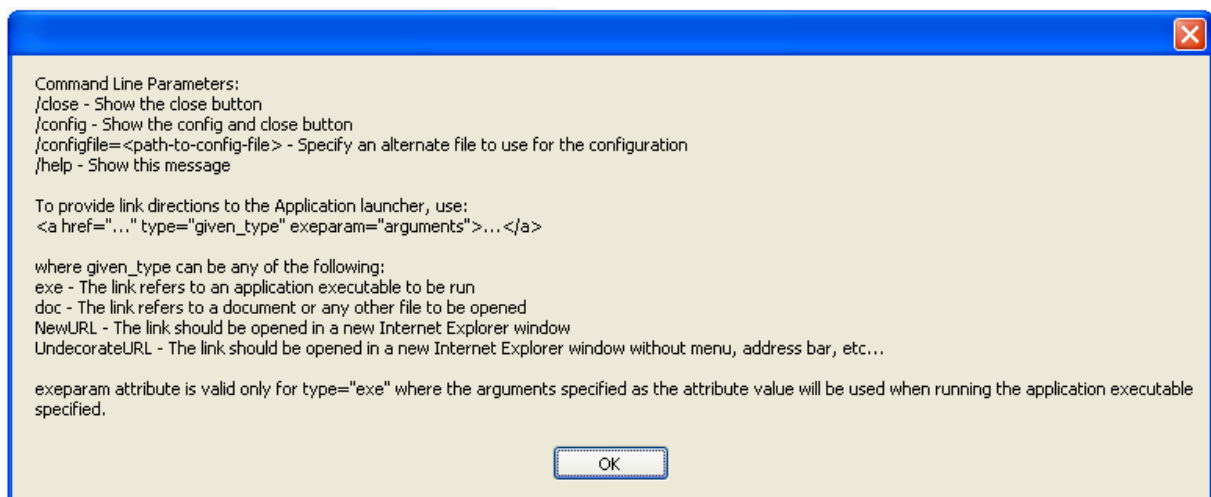 Command Line Parameters:
/close - Show the close button
/config - Show the config and close button
/configfile=<path-to-config-file> - Specify an alternate file to use for the configuration
/help - Show this message
To provide link directions to the Application launcher, use:
<a href="..." type="given_type" exeparam="arguments">...</a>
where given_type can be any of the following:
exe - The link refers to an application executable to be run
doc - The link refers to a document or any other file to be opened
NewURL - The link should be opened in a new Internet Explorer window
UndecorateURL - The link should be opened in a new Internet Explorer window without menu, address bar, etc...
exeparam attribute is valid only for type="exe" where the arguments specified as the attribute value will be used when running the application executable
specified.
OK